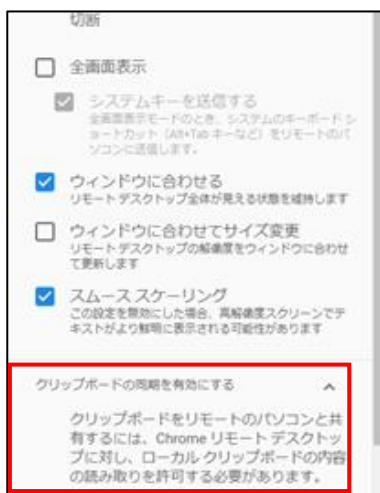 切断
全画面表示
システムキーを送信する
全画面表示モードのとき、システムのキーボード シ
ョートカット（Alt+Tab キーなど）をリモートのパ
ソコンに送信します。
ウィンドウに合わせる
リモート デスクトップ全体が見える状態を維持します
ウィンドウに合わせてサイズ変更
リモート デスクトップの解像度をウィンドウに合わせ
て更新します
スムース スケーリング
この設定を無効にした場合、高解像度スクリーンでテ
キストがより鮮明に表示される可能性があります
クリップボードの同期を有効にする
クリップボードをリモートのパソコンと共
有するには、Chrome リモート デスクトッ
プに対し、ローカル クリップボードの内容
の読み取りを許可する必要があります。